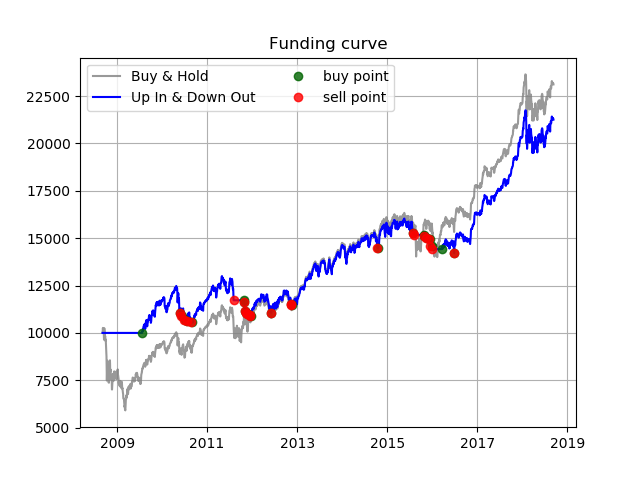 Funding curve
Buy & Hold
Up In & Down Out
buy point
sell point
22500
20000
17500
15000
12500
10000
7500
5000
2009 2011 2013 2015 2017 2019